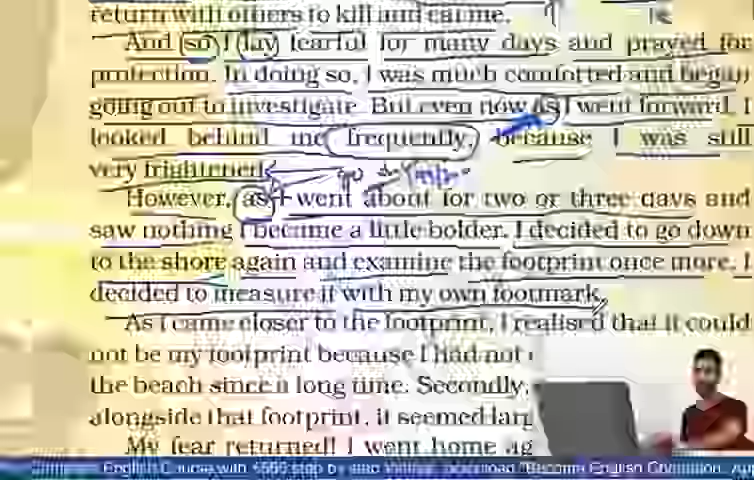 return with others to kill and eat me.
And so I lay fearful for many days and prayed for
protection. In doing so, I was much comforted and began
going out to investigate. But even now as I went forward, I
looked behind me frequently, because I was still
very frightened.
However, as I went about for two or three days and
saw nothing I became a little bolder. I decided to go down
to the shore again and examine the footprint once more. I
decided to measure it with my own footmark.
As I came closer to the footprint, I realised that it could
not be my footprint because I had not
the beach since a long time. Secondly,
alongside that footprint, it seemed
My fear returned! I went home
English Course with step by step Download "Become English